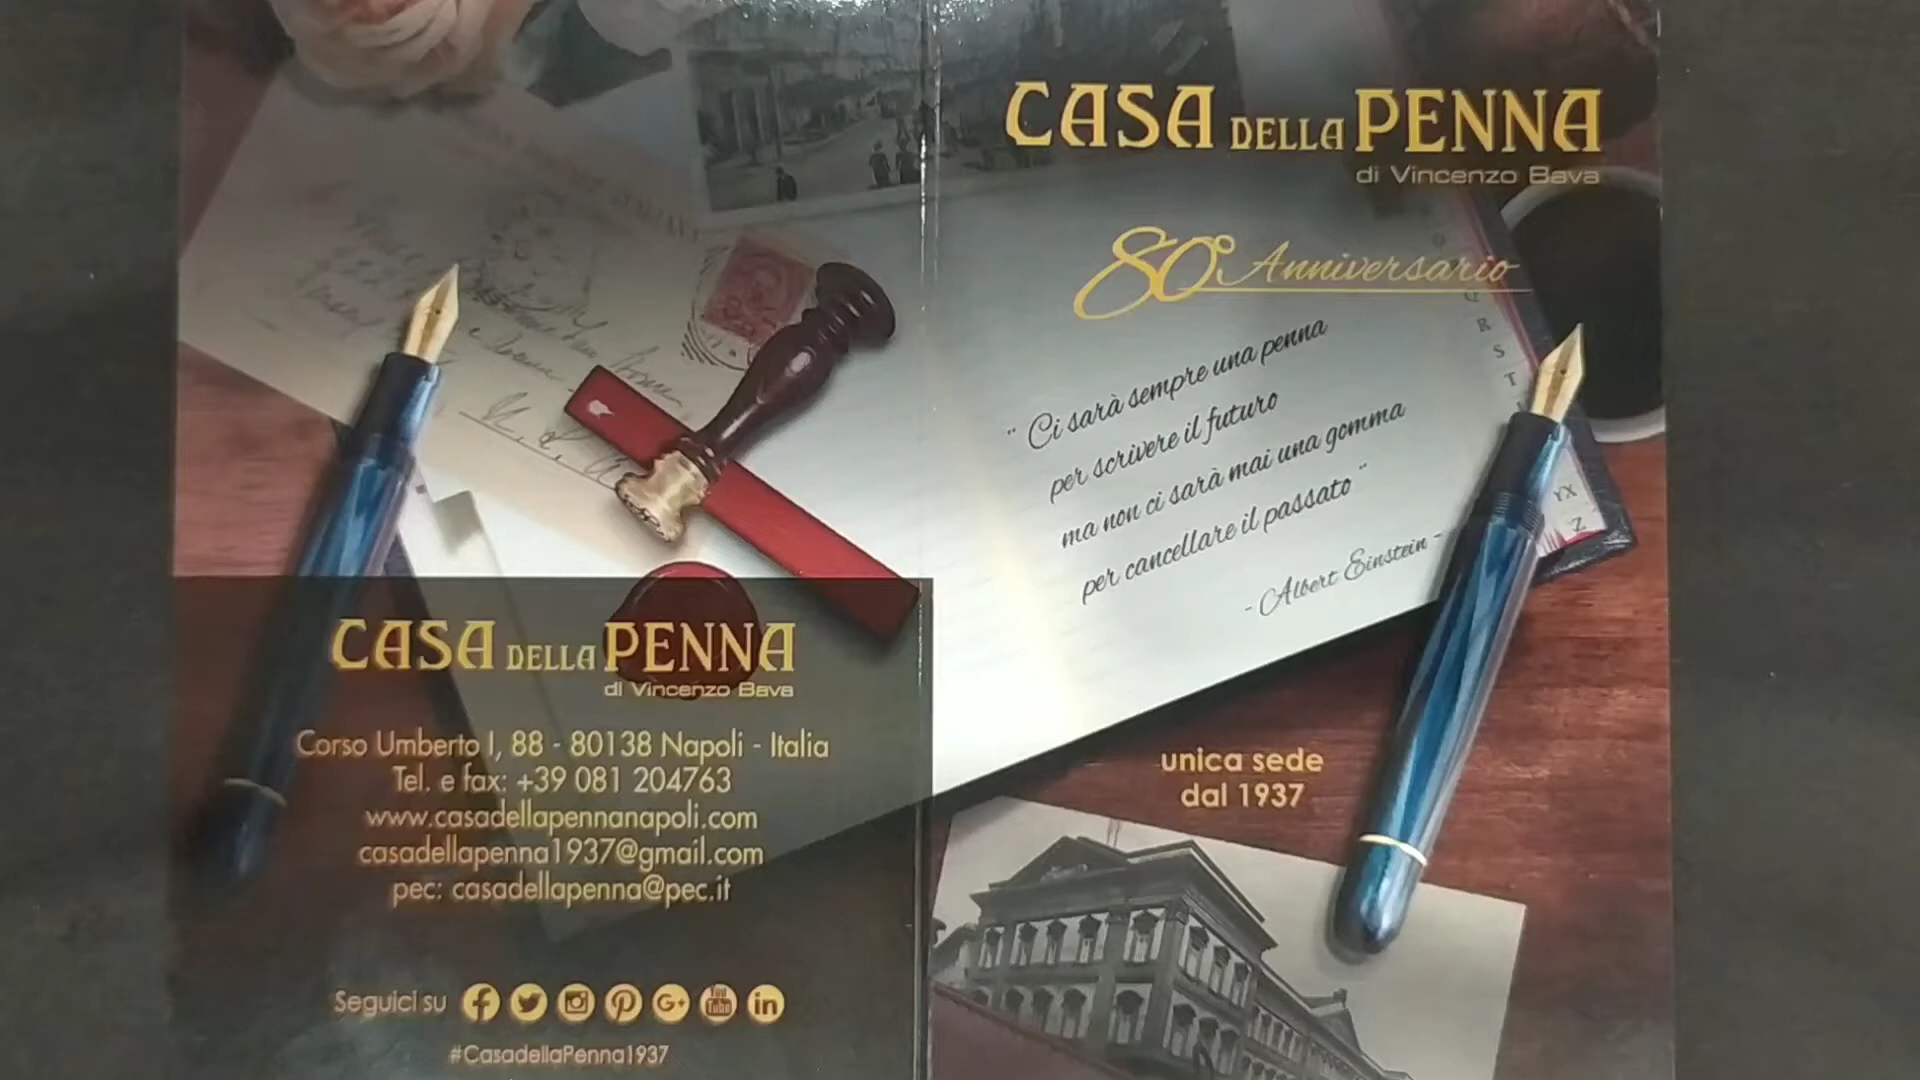 CASA DELLA PENNA
di Vincenzo Bava
80° Anniversario
" Ci sarà sempre una penna
per scrivere il futuro
ma non ci sarà mai una gomma
per cancellare il passato "
- Albert Einstein -
unica sede
dal 1937
CASA DELLA PENNA
di Vincenzo Bava
Corso Umberto I, 88 - 80138 Napoli - Italia
Tel. e fax: +39 081 204763
www.casadellapennanapoli.com
casadellapenna1937@gmail.com
pec: casadellapenna@pec.it
Seguici su
#CasadellaPenna1937
Q
R
S
T
YX
Z